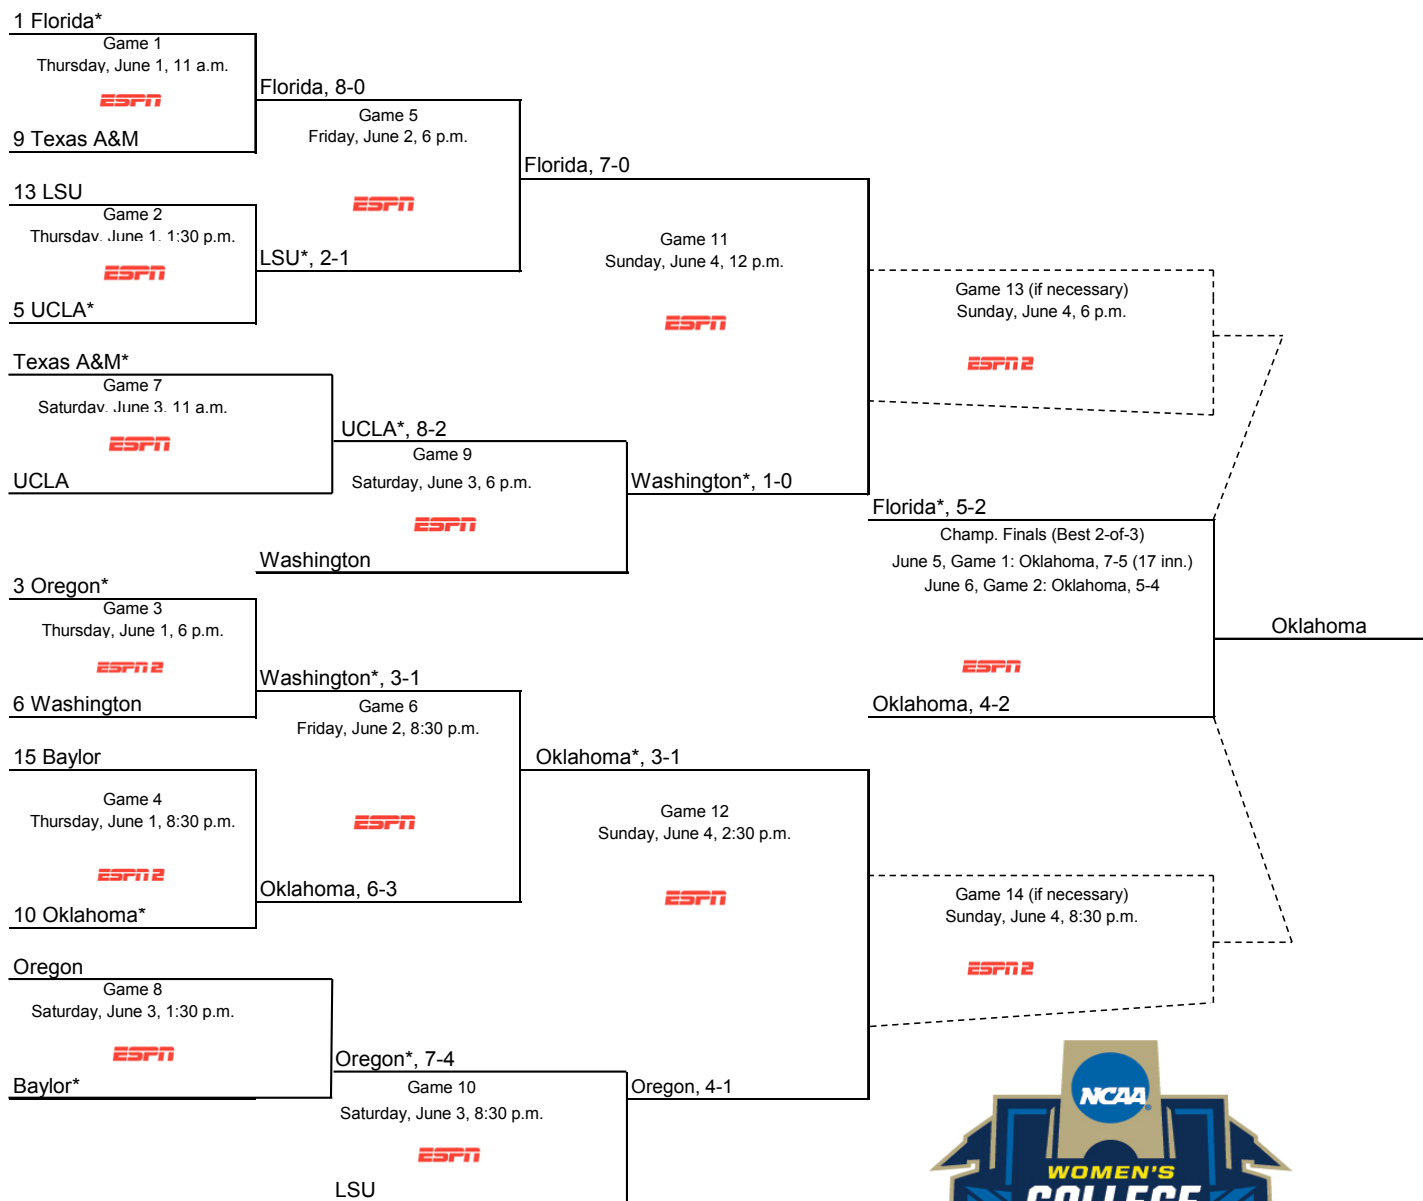 1 Florida*
Game 1
Thursday, June 1, 11 a.m.
ESPN
9 Texas A&M
Florida, 8-0
Game 5
Friday, June 2, 6 p.m.
ESPN
13 LSU
Game 2
Thursday, June 1, 1:30 p.m.
ESPN
5 UCLA*
LSU*, 2-1
Florida, 7-0
Game 11
Sunday, June 4, 12 p.m.
ESPN
Texas A&M*
Game 7
Saturday, June 3, 11 a.m.
ESPN
UCLA
UCLA*, 8-2
Game 9
Saturday, June 3, 6 p.m.
ESPN
Washington
Washington*, 1-0
Game 13 (if necessary)
Sunday, June 4, 6 p.m.
ESPN 2
Florida*, 5-2
Champ. Finals (Best 2-of-3)
June 5, Game 1: Oklahoma, 7-5 (17 inn.)
June 6, Game 2: Oklahoma, 5-4
ESPN
Oklahoma, 4-2
Oklahoma
3 Oregon*
Game 3
Thursday, June 1, 6 p.m.
ESPN 2
6 Washington
Washington*, 3-1
Game 6
Friday, June 2, 8:30 p.m.
ESPN
15 Baylor
Game 4
Thursday, June 1, 8:30 p.m.
ESPN 2
10 Oklahoma*
Oklahoma, 6-3
Oklahoma*, 3-1
Game 12
Sunday, June 4, 2:30 p.m.
ESPN
Game 14 (if necessary)
Sunday, June 4, 8:30 p.m.
ESPN 2
Oregon
Game 8
Saturday, June 3, 1:30 p.m.
ESPN
Baylor*
Oregon*, 7-4
Game 10
Saturday, June 3, 8:30 p.m.
ESPN
LSU
Oregon, 4-1
NCAA
WOMEN'S
COLLEGE